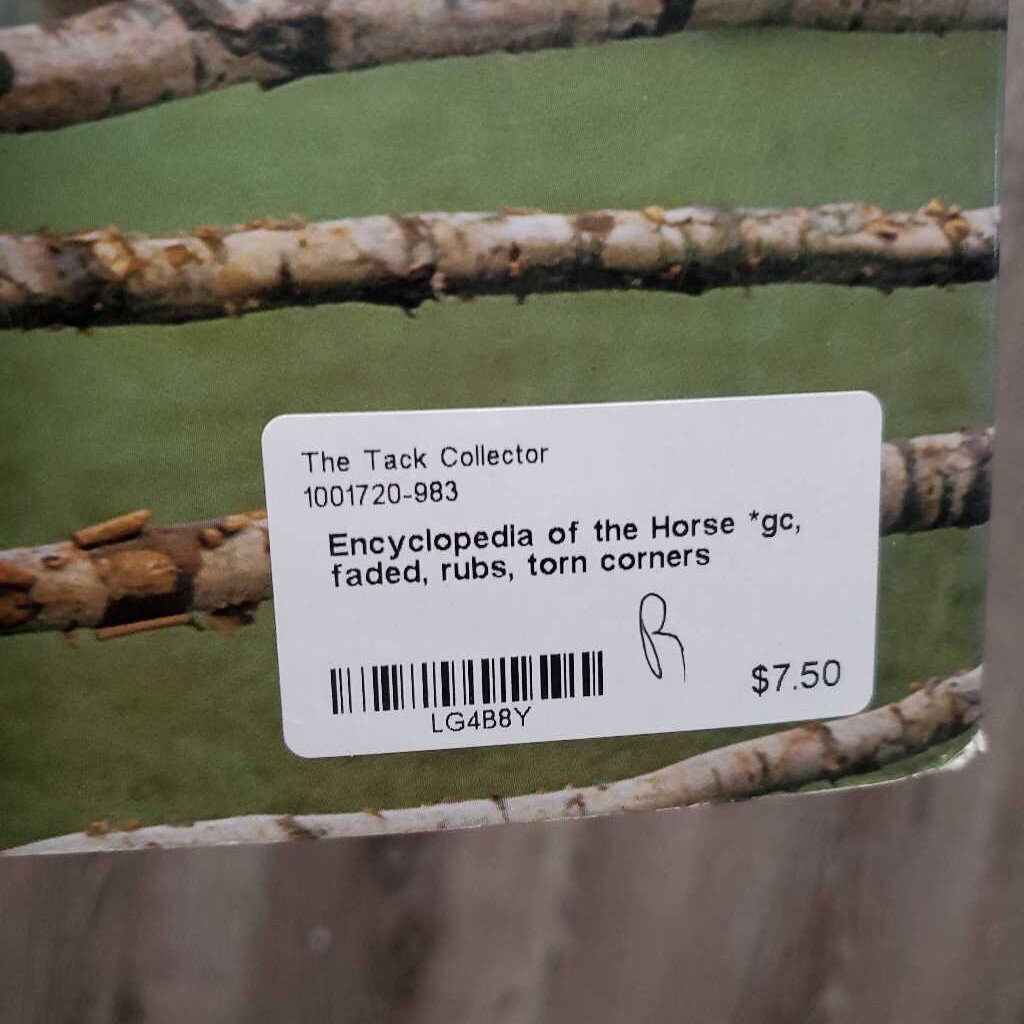 The Tack Collector
1001720-983
Encyclopedia of the Horse *gc,
faded, rubs, torn corners
R
$7.50
LG4B8Y